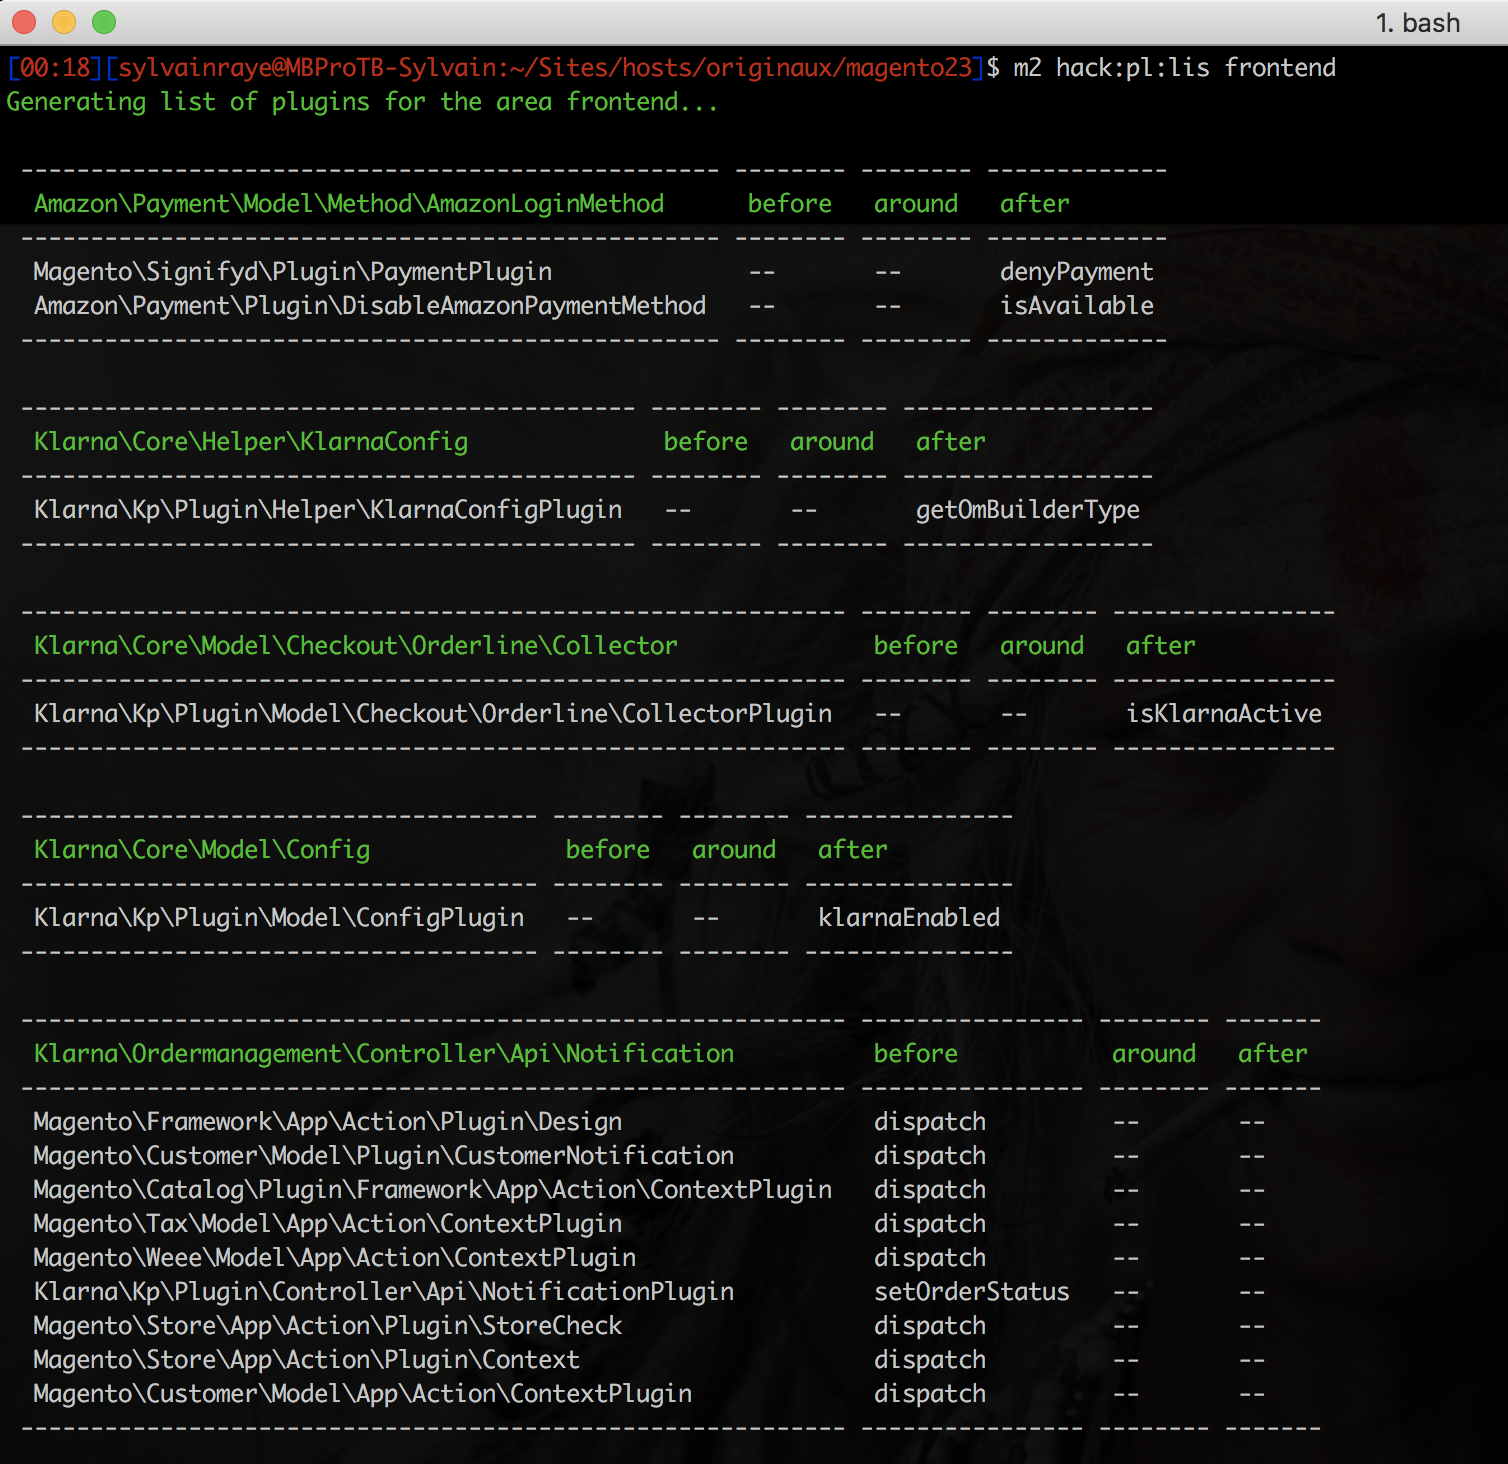 1. bash
[00:18][sylvainraye@MBProTB-Sylvain:~/Sites/hosts/originaux/magento23]$ m2 hack:pl:lis frontend
Generating list of plugins for the area frontend...
-------------------------------------------------- -------- -------- -------------
Amazon\Payment\Model\Method\AmazonLoginMethod before around after
-------------------------------------------------- -------- -------- -------------
Magento\Signifyd\Plugin\PaymentPlugin -- -- denyPayment
Amazon\Payment\Plugin\DisableAmazonPaymentMethod -- -- isAvailable
-------------------------------------------------- -------- -------- -------------
-------------------------------------------- -------- -------- ------------------
Klarna\Core\Helper\KlarnaConfig before around after
-------------------------------------------- -------- -------- ------------------
Klarna\Kp\Plugin\Helper\KlarnaConfigPlugin -- -- getOmBuilderType
-------------------------------------------- -------- -------- ------------------
----------------------------------------------------------- -------- -------- ----------------
Klarna\Core\Model\Checkout\Orderline\Collector before around after
----------------------------------------------------------- -------- -------- ----------------
Klarna\Kp\Plugin\Model\Checkout\Orderline\CollectorPlugin -- -- isKlarnaActive
----------------------------------------------------------- -------- -------- ----------------
------------------------------------- -------- -------- ---------------
Klarna\Core\Model\Config before around after
------------------------------------- -------- -------- ---------------
Klarna\Kp\Plugin\Model\ConfigPlugin -- -- klarnaEnabled
------------------------------------- -------- -------- ---------------
----------------------------------------------------------- ---------------- -------- -------
Klarna\Ordermanagement\Controller\Api\Notification before around after
----------------------------------------------------------- ---------------- -------- -------
Magento\Framework\App\Action\Plugin\Design dispatch -- --
Magento\Customer\Model\Plugin\CustomerNotification dispatch -- --
Magento\Catalog\Plugin\Framework\App\Action\ContextPlugin dispatch -- --
Magento\Tax\Model\App\Action\ContextPlugin dispatch -- --
Magento\Weee\Model\App\Action\ContextPlugin dispatch -- --
Klarna\Kp\Plugin\Controller\Api\NotificationPlugin setOrderStatus -- --
Magento\Store\App\Action\Plugin\StoreCheck dispatch -- --
Magento\Store\App\Action\Plugin\Context dispatch -- --
Magento\Customer\Model\App\Action\ContextPlugin dispatch -- --
----------------------------------------------------------- ---------------- -------- -------